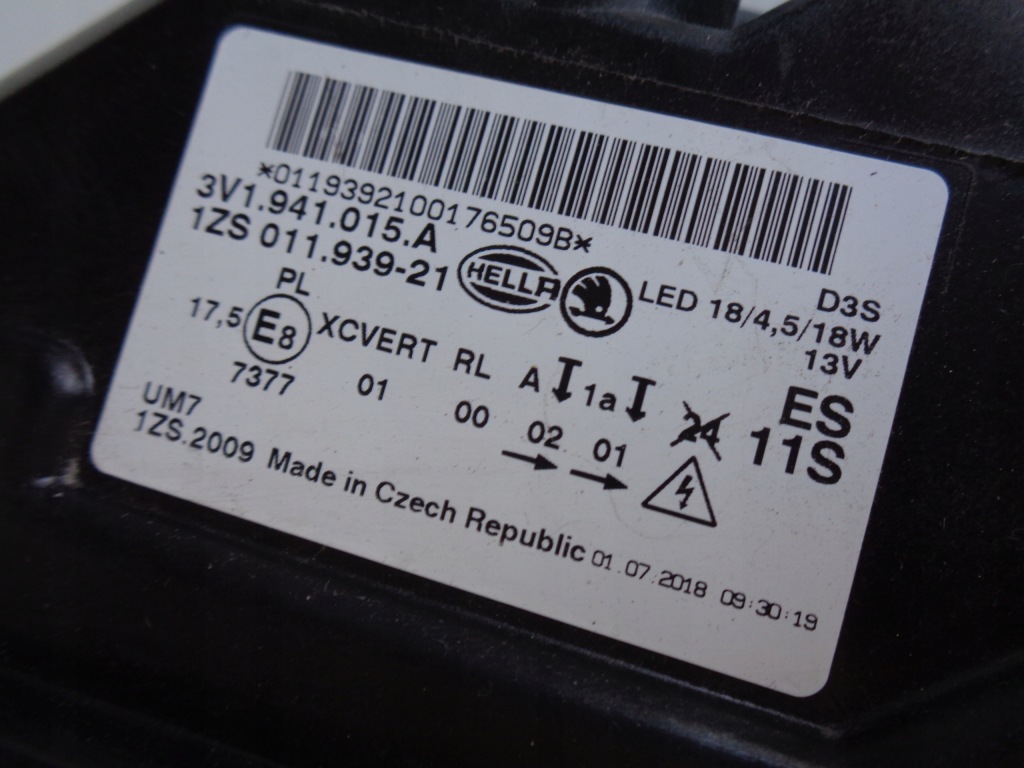 *0119392100176509B*
3V1.941.015.A
1ZS 011.939-21
HELLA
LED 18/4,5/18W
D3S
13V
PL
17,5 E8 XCVERT RL A 1a 24 ES
7377 01 00 02 01 11S
UM7
1ZS.2009 Made in Czech Republic 01.07.2018 09:30:19